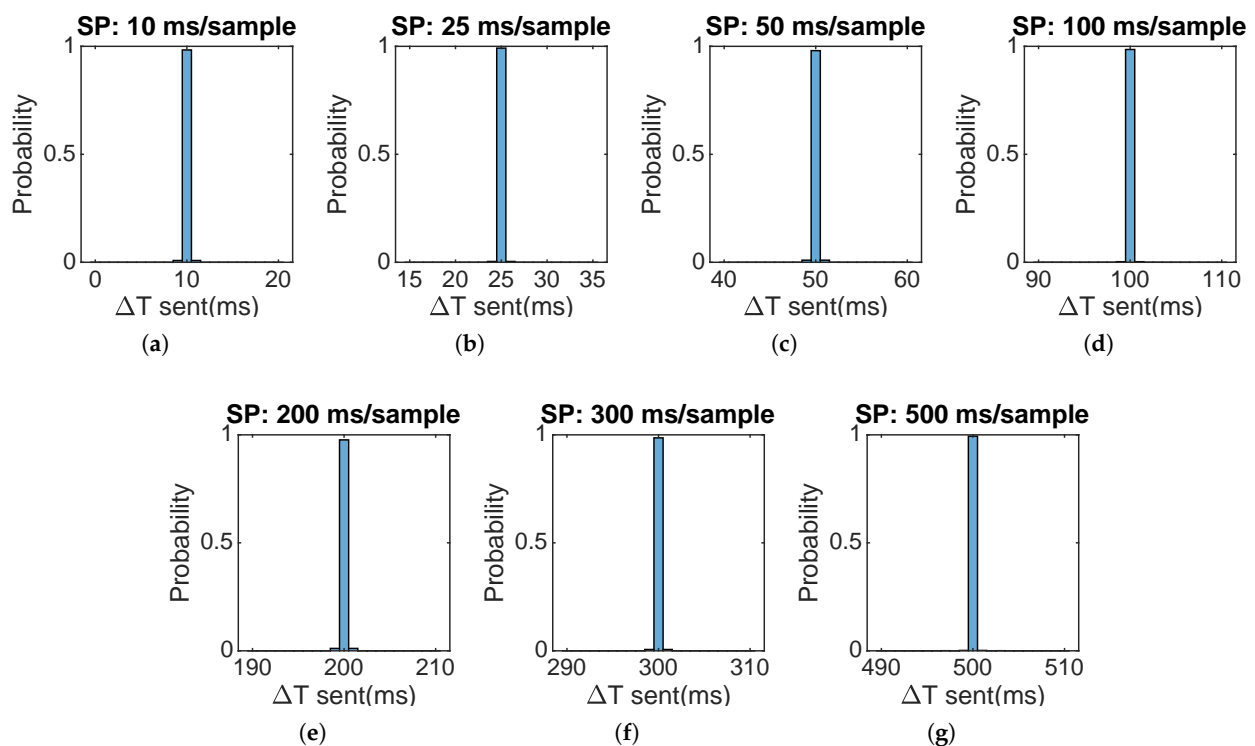 SP: 10 ms/sample
SP: 25 ms/sample
SP: 50 ms/sample
SP: 100 ms/sample
1
0.5
0
Probability
0 10 20
ΔT sent(ms)
(a)
1
0.5
0
Probability
15 20 25 30 35
ΔT sent(ms)
(b)
1
0.5
0
Probability
40 50 60
ΔT sent(ms)
(c)
1
0.5
0
Probability
90 100 110
ΔT sent(ms)
(d)
SP: 200 ms/sample
SP: 300 ms/sample
SP: 500 ms/sample
1
0.5
0
Probability
190 200 210
ΔT sent(ms)
(e)
1
0.5
0
Probability
290 300 310
ΔT sent(ms)
(f)
1
0.5
0
Probability
490 500 510
ΔT sent(ms)
(g)